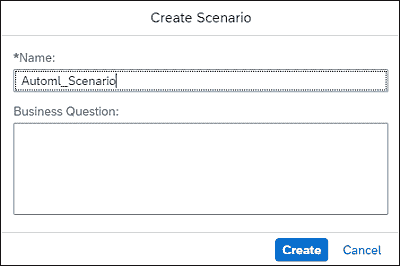 Create Scenario
*Name:
Automl_Scenario
Business Question:
Create Cancel